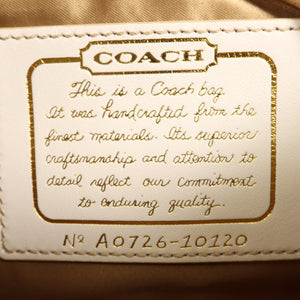 COACH
This is a Coach bag.
It was handcrafted from the
finest materials. Its superior
craftsmanship and attention to
detail reflect our commitment
to enduring quality.
Nº A0726-10120